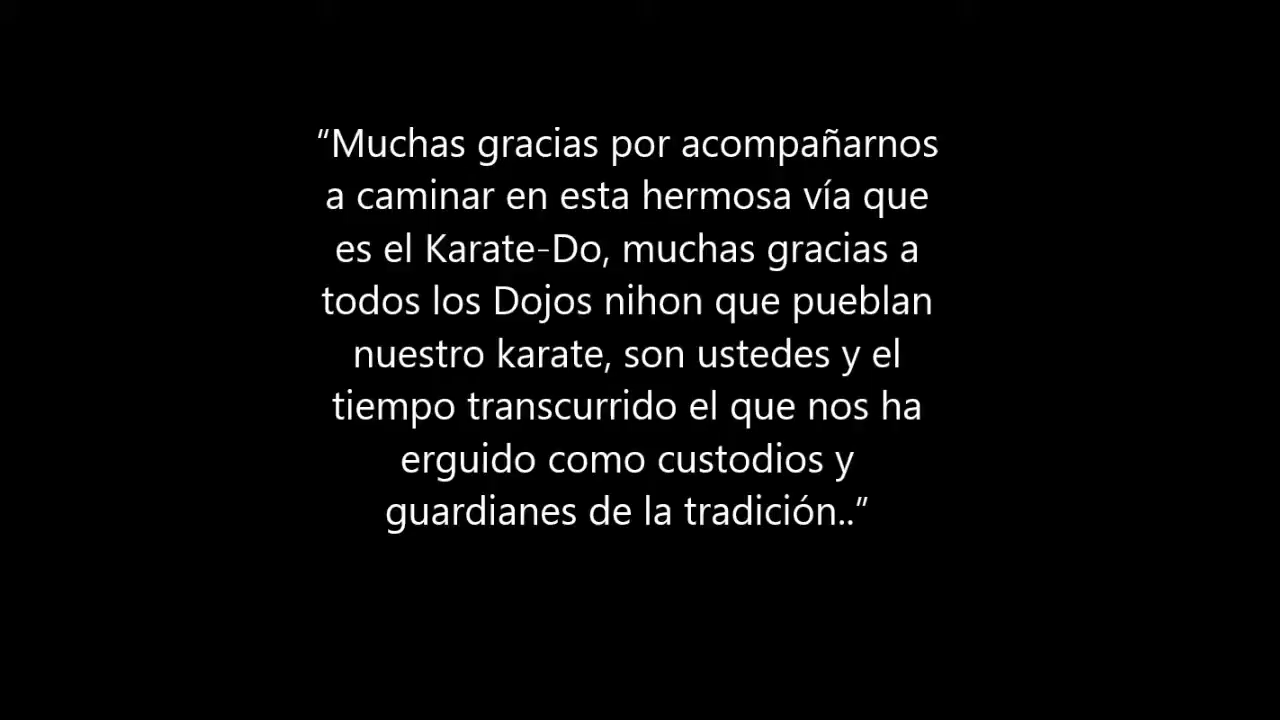 “Muchas gracias por acompañarnos
a caminar en esta hermosa vía que
es el Karate-Do, muchas gracias a
todos los Dojos nihon que pueblan
nuestro karate, son ustedes y el
tiempo transcurrido el que nos ha
erguido como custodios y
guardianes de la tradición..”